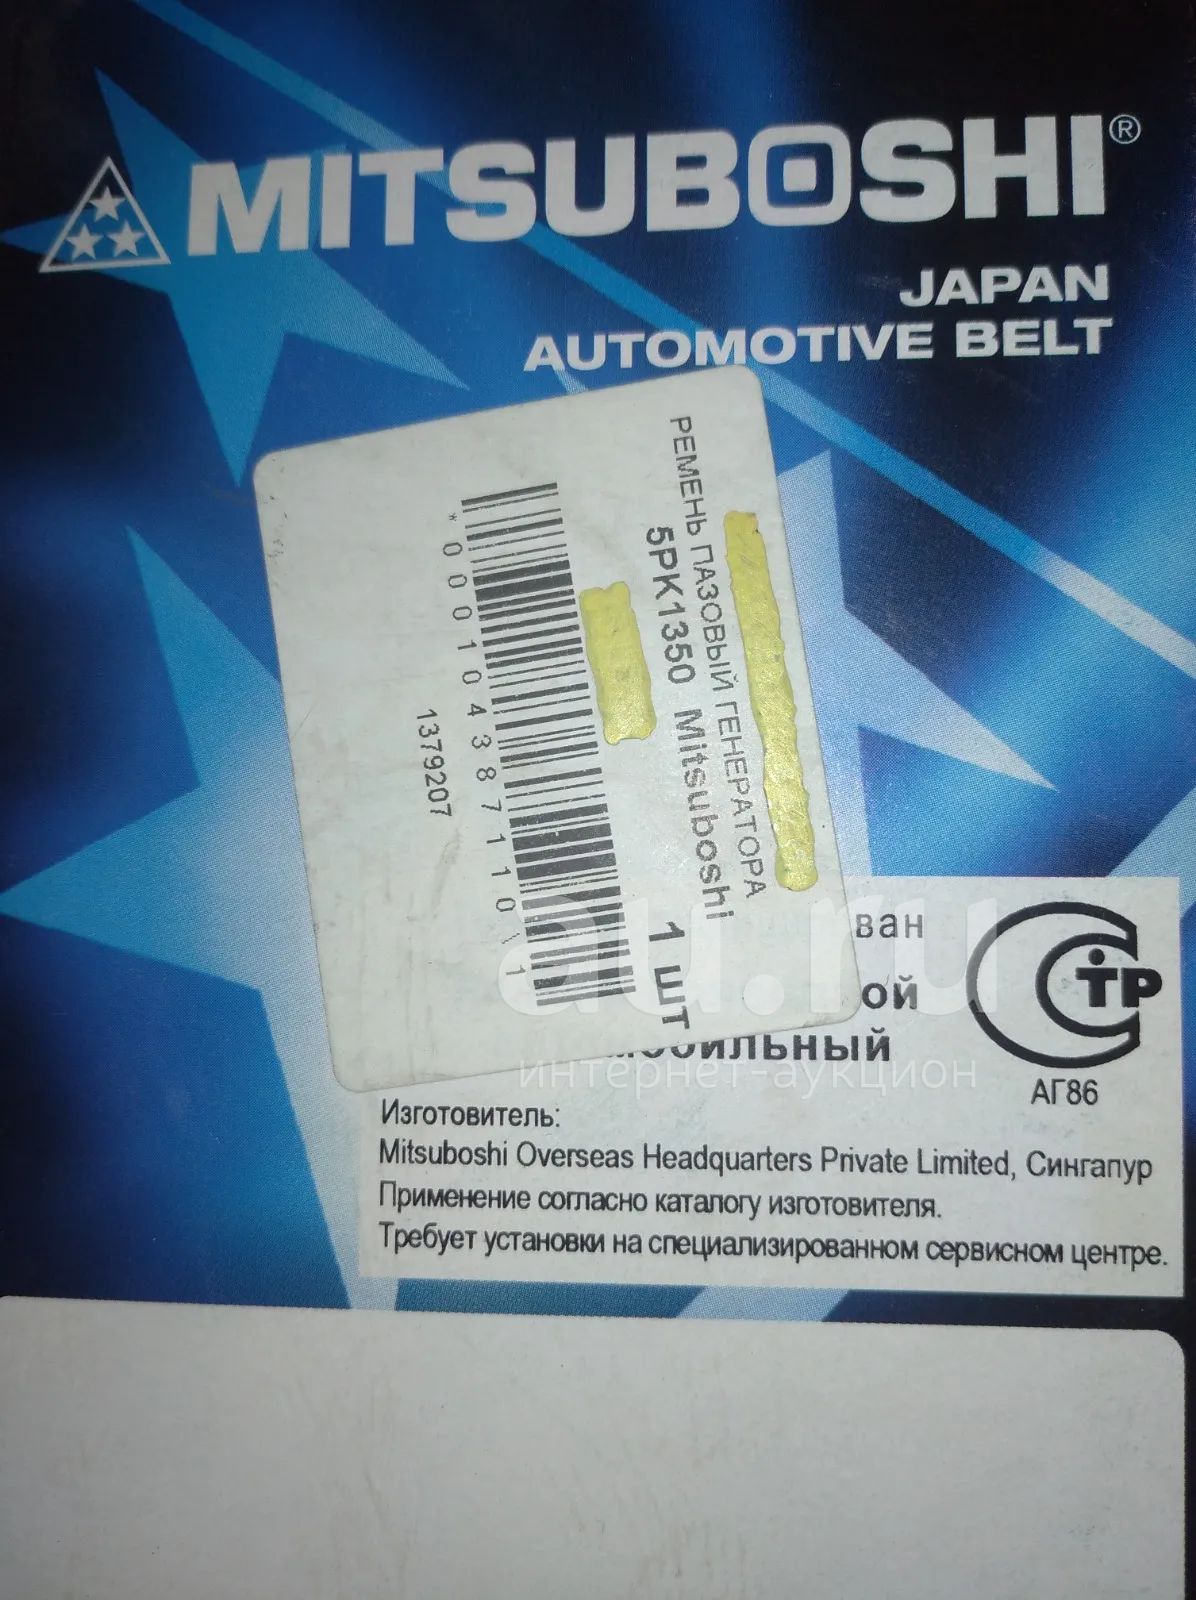 MITSUBOSHI®
JAPAN
AUTOMOTIVE BELT
РЕМЕНЬ ПАЗОВЫЙ ГЕНЕРАТОРА
5PK1350 Mitsuboshi
1 ШТ
*000104387110\1
1379207
ван
ой
мобильный
ТР
АГ86
au.ru
интернет-аукцион
Изготовитель:
Mitsuboshi Overseas Headquarters Private Limited, Сингапур
Применение согласно каталогу изготовителя.
Требует установки на специализированном сервисном центре.